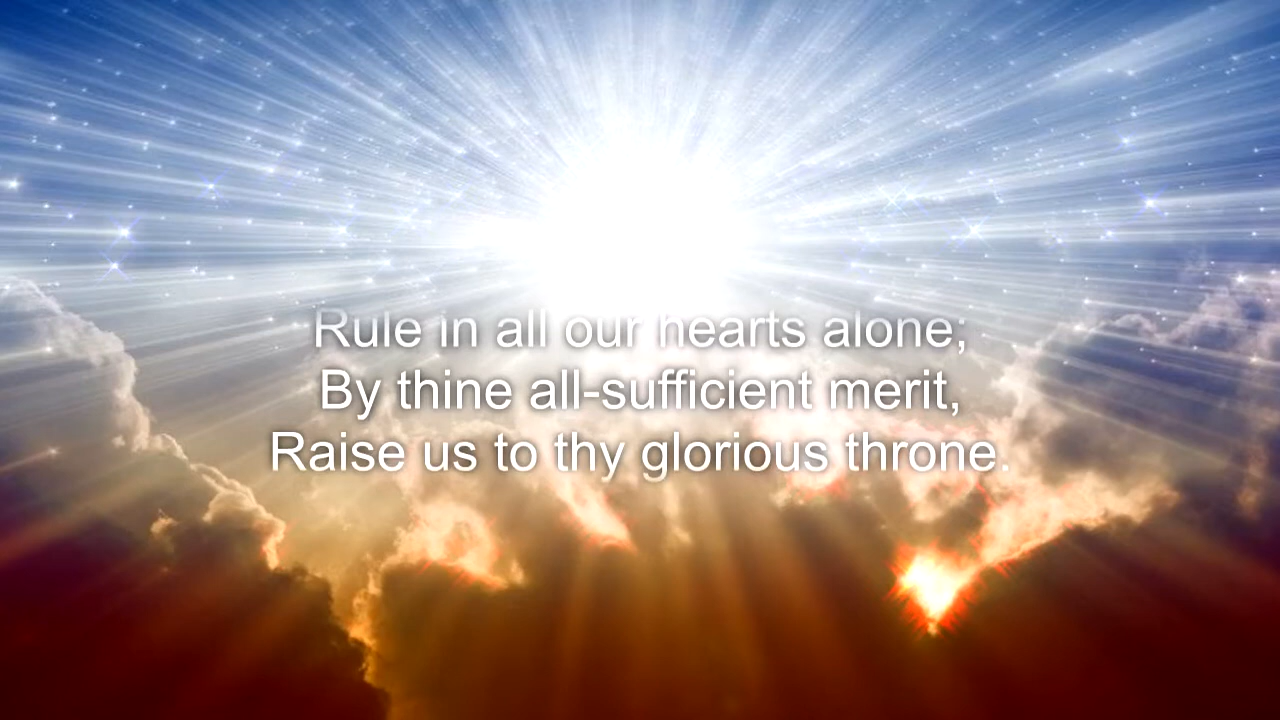 Rule in all our hearts alone;
By thine all-sufficient merit,
Raise us to thy glorious throne.